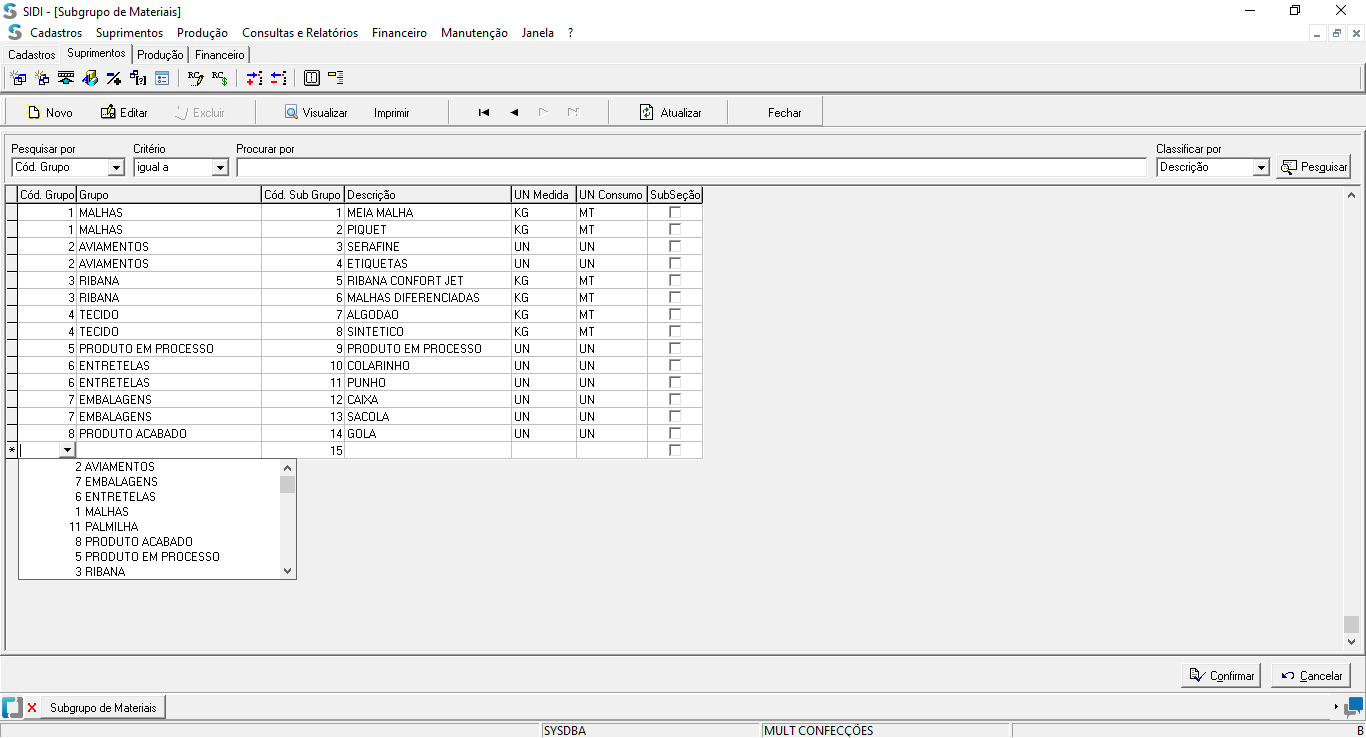 SIDI - [Subgrupo de Materiais]
Cadastros Suprimentos Produção Consultas e Relatórios Financeiro Manutenção Janela ?
Cadastros Suprimentos Produção Financeiro
Novo Editar Excluir Visualizar Imprimir Atualizar Fechar
Pesquisar por Critério Procurar por Classificar por
Cód. Grupo igual a Descrição Pesquisar
Cód. Grupo Grupo Cód. Sub Grupo Descrição UN Medida UN Consumo SubSeção
1 MALHAS 1 MEIA MALHA KG MT
1 MALHAS 2 PIQUET KG MT
2 AVIAMENTOS 3 SERAFINE UN UN
2 AVIAMENTOS 4 ETIQUETAS UN UN
3 RIBANA 5 RIBANA CONFORT JET KG MT
3 RIBANA 6 MALHAS DIFERENCIADAS KG MT
4 TECIDO 7 ALGODAO KG MT
4 TECIDO 8 SINTETICO KG MT
5 PRODUTO EM PROCESSO 9 PRODUTO EM PROCESSO UN UN
6 ENTRETELAS 10 COLARINHO UN UN
6 ENTRETELAS 11 PUNHO UN UN
7 EMBALAGENS 12 CAIXA UN UN
7 EMBALAGENS 13 SACOLA UN UN
8 PRODUTO ACABADO 14 GOLA UN UN
* 15
2 AVIAMENTOS
7 EMBALAGENS
6 ENTRETELAS
1 MALHAS
11 PALMILHA
8 PRODUTO ACABADO
5 PRODUTO EM PROCESSO
3 RIBANA
Confirmar Cancelar
Subgrupo de Materiais
SYSDBA MULT CONFECÇÕES B